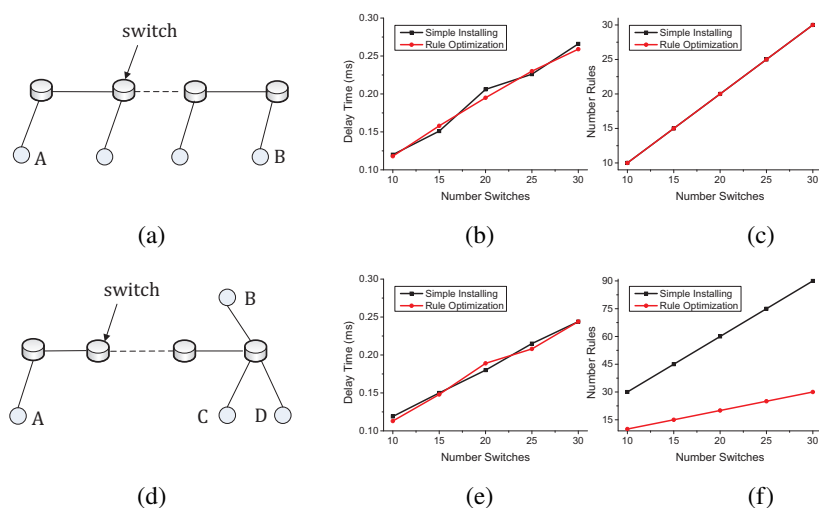 switch
A
B
(a)
Delay Time (ms)
0.30
0.25
0.20
0.15
0.10
Simple Installing
Rule Optimization
10 15 20 25 30
Number Switches
(b)
Number Rules
30
25
20
15
10
Simple Installing
Rule Optimization
10 15 20 25 30
Number Switches
(c)
switch
B
A
C
D
(d)
Delay Time (ms)
0.30
0.25
0.20
0.15
0.10
Simple Installing
Rule Optimization
10 15 20 25 30
Number Switches
(e)
Number Rules
90
75
60
45
30
15
Simple Installing
Rule Optimization
10 15 20 25 30
Number Switches
(f)